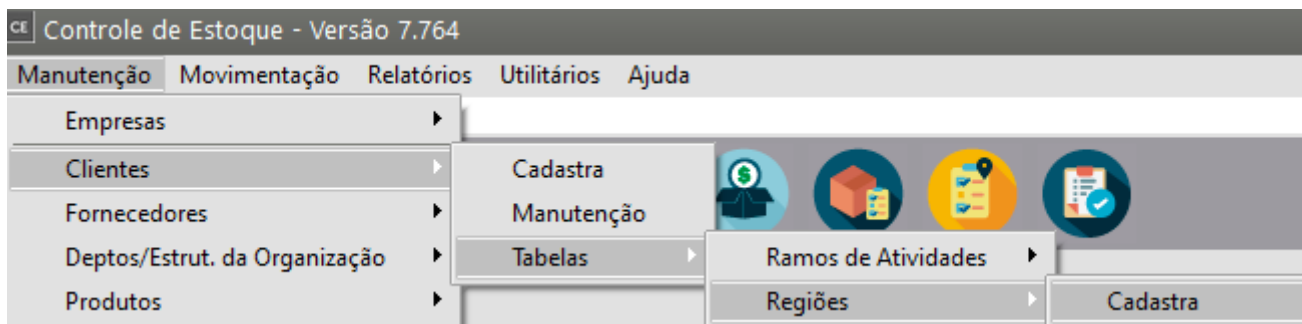 CE Controle de Estoque - Versão 7.764
Manutenção Movimentação Relatórios Utilitários Ajuda
Empresas
Clientes
Fornecedores
Deptos/Estrut. da Organização
Produtos
Cadastra
Manutenção
Tabelas
Ramos de Atividades
Regiões
Cadastra